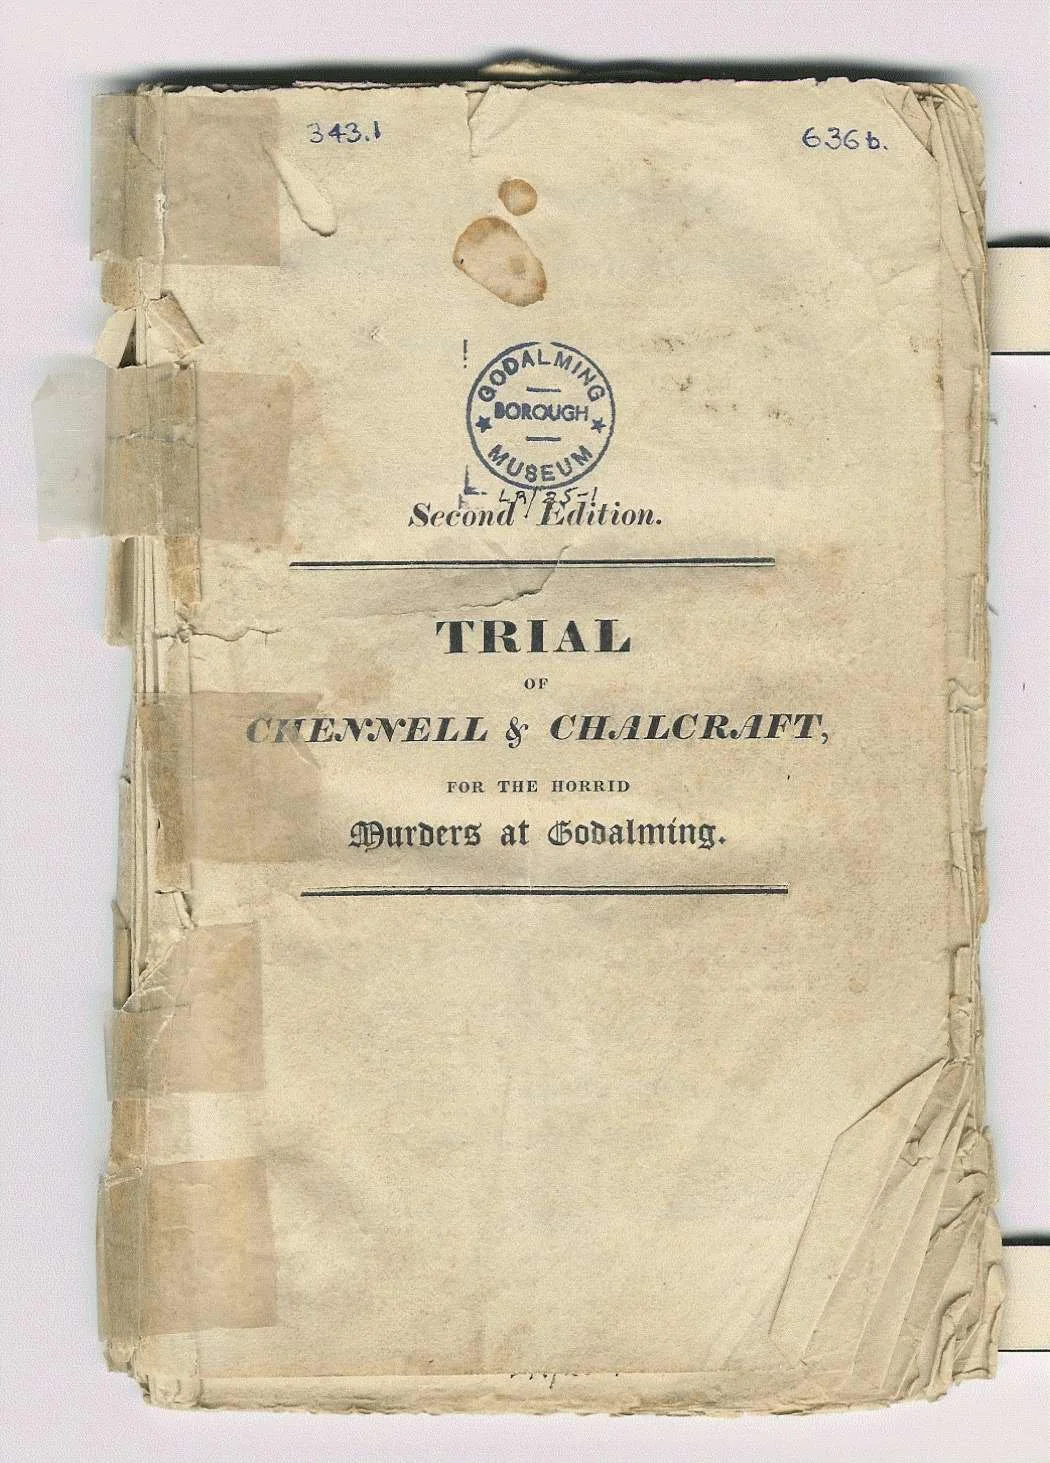 343.1 636b.
GODALMING
BOROUGH
MUSEUM
Second Edition.
TRIAL
OF
CHENNELL & CHALCRAFT,
FOR THE HORRID
Murders at Godalming.